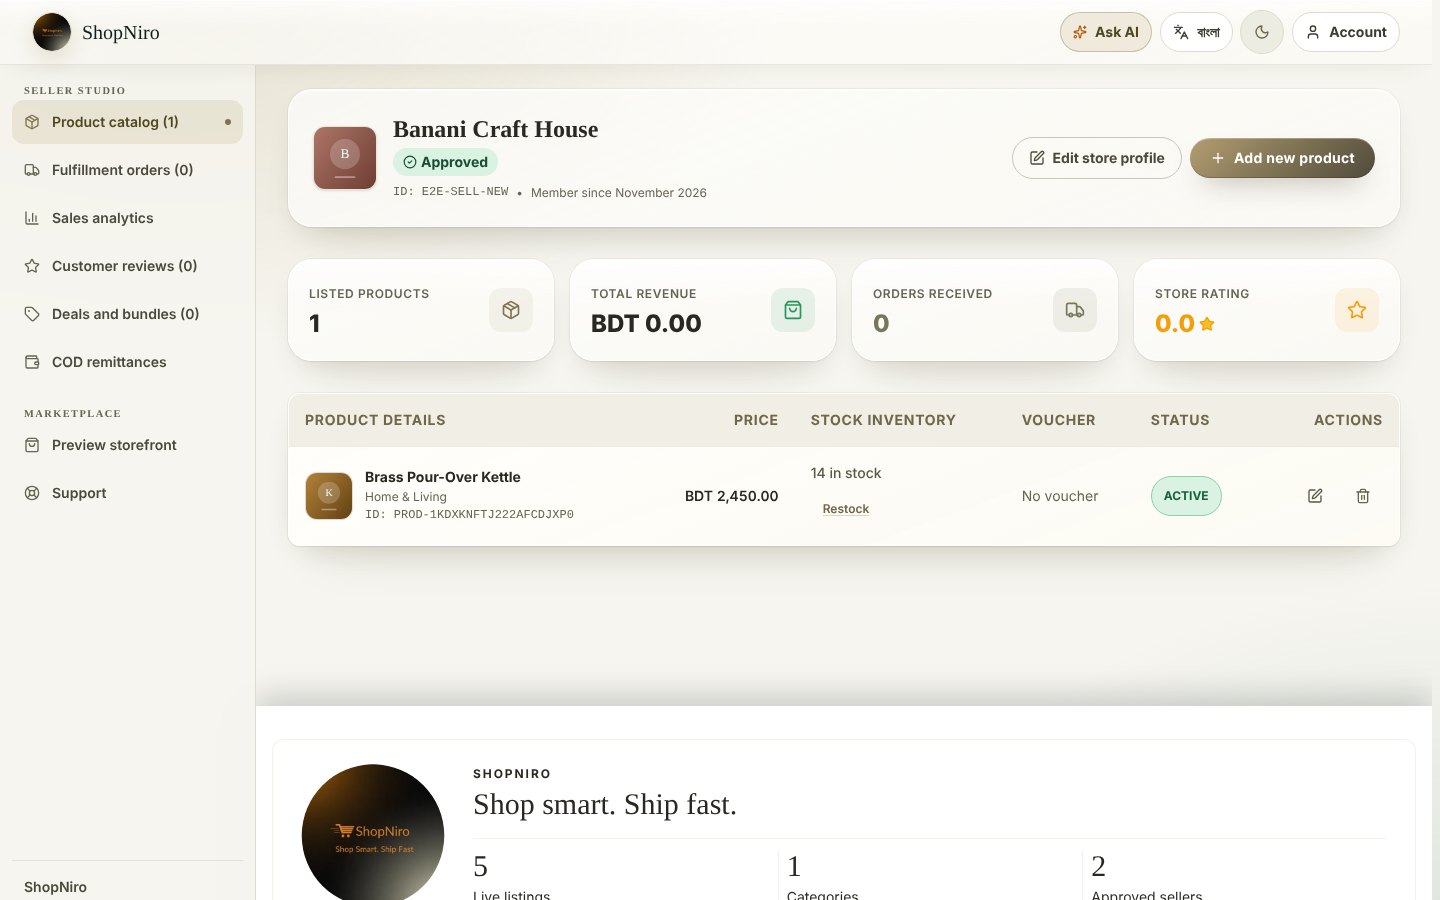 ShopNiro
Ask AI
বাংলা
Account
SELLER STUDIO
Product catalog (1)
Fulfillment orders (0)
Sales analytics
Customer reviews (0)
Deals and bundles (0)
COD remittances
MARKETPLACE
Preview storefront
Support
ShopNiro
B
Banani Craft House
Approved
ID: E2E-SELL-NEW • Member since November 2026
Edit store profile
Add new product
LISTED PRODUCTS
1
TOTAL REVENUE
BDT 0.00
ORDERS RECEIVED
0
STORE RATING
0.0
PRODUCT DETAILS PRICE STOCK INVENTORY VOUCHER STATUS ACTIONS
K
Brass Pour-Over Kettle
Home & Living
ID: PROD-1KDXKNFTJ222AFCDJXP0
BDT 2,450.00
14 in stock
Restock
No voucher
ACTIVE
ShopNiro
Shop Smart. Ship Fast
SHOPNIRO
Shop smart. Ship fast.
5
Live listings
1
Categories
2
Approved sellers